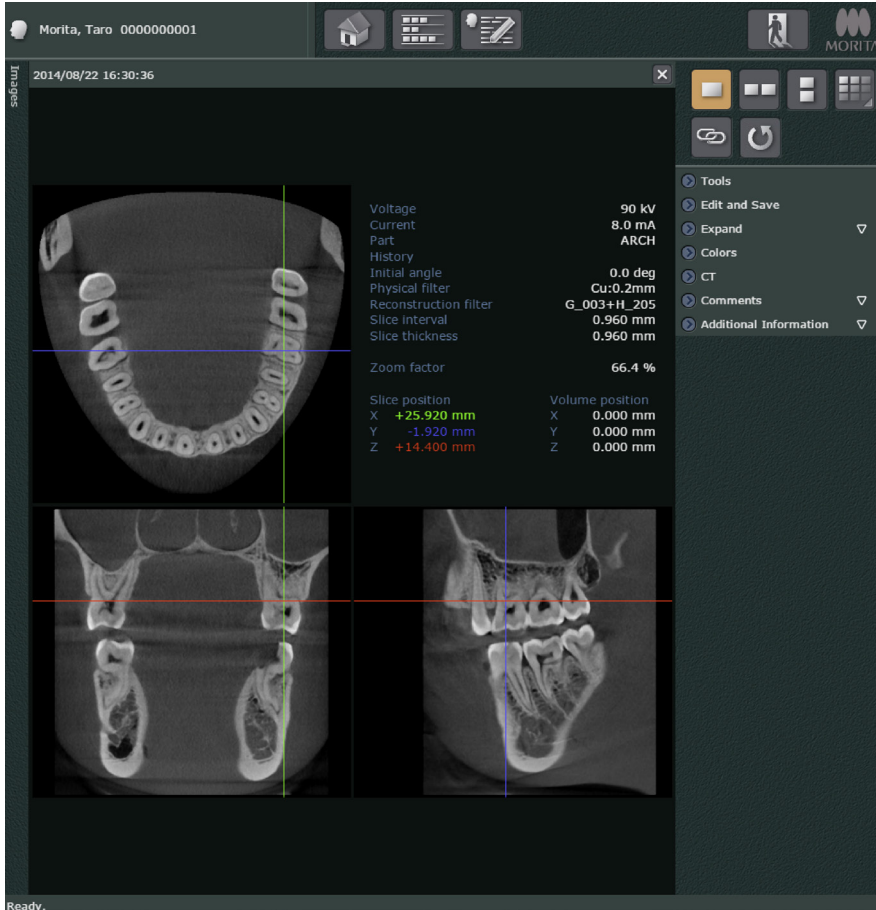 Morita, Taro 0000000001
MORITA
Images
2014/08/22 16:30:36
Voltage 90 kV
Current 8.0 mA
Part ARCH
History
Initial angle 0.0 deg
Physical filter Cu:0.2mm
Reconstruction filter G_003+H_205
Slice interval 0.960 mm
Slice thickness 0.960 mm
Zoom factor 66.4 %
Slice position Volume position
X +25.920 mm X 0.000 mm
Y -1.920 mm Y 0.000 mm
Z +14.400 mm Z 0.000 mm
Tools
Edit and Save
Expand
Colors
CT
Comments
Additional Information
Ready.